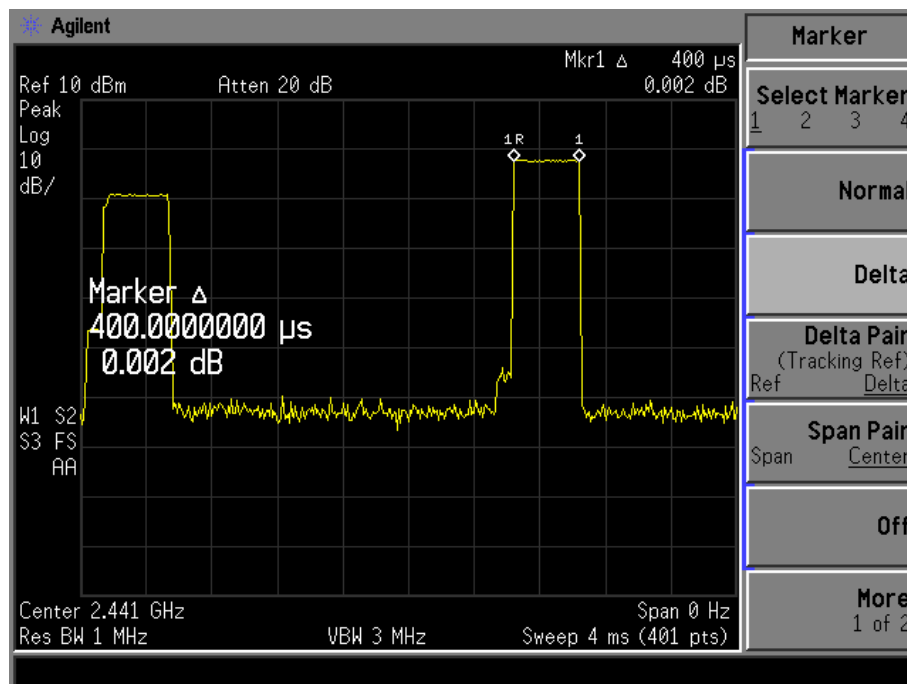 Agilent
Marker
Mkr1 Δ 400 µs
Ref 10 dBm Atten 20 dB 0.002 dB
Peak
Log
10
dB/
1R 1
Marker Δ
400.0000000 µs
0.002 dB
W1 S2
S3 FS
AA
Center 2.441 GHz Span 0 Hz
Res BW 1 MHz VBW 3 MHz Sweep 4 ms (401 pts)
Select Marker
1 2 3 4
Normal
Delta
Delta Pair
(Tracking Ref)
Ref Delta
Span Pair
Span Center
Off
More
1 of 2